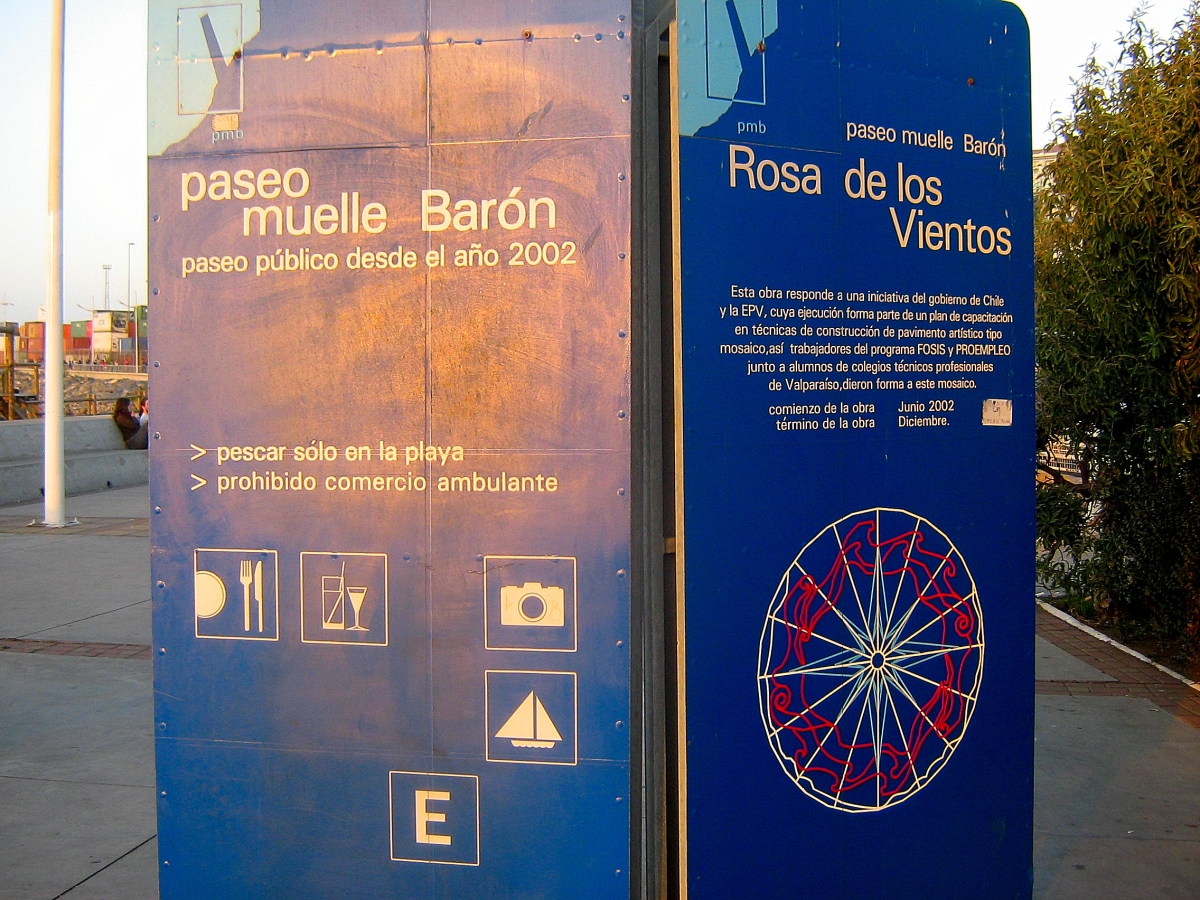 pmb
paseo
muelle Barón
paseo público desde el año 2002
> pescar sólo en la playa
> prohibido comercio ambulante
E
pmb
paseo muelle Barón
Rosa de los
Vientos
Esta obra responde a una iniciativa del gobierno de Chile
y la EPV, cuya ejecución forma parte de un plan de capacitación
en técnicas de construcción de pavimento artístico tipo
mosaico,así trabajadores del programa FOSIS y PROEMPLEO
junto a alumnos de colegios técnicos profesionales
de Valparaíso,dieron forma a este mosaico.
comienzo de la obra Junio 2002
término de la obra Diciembre.